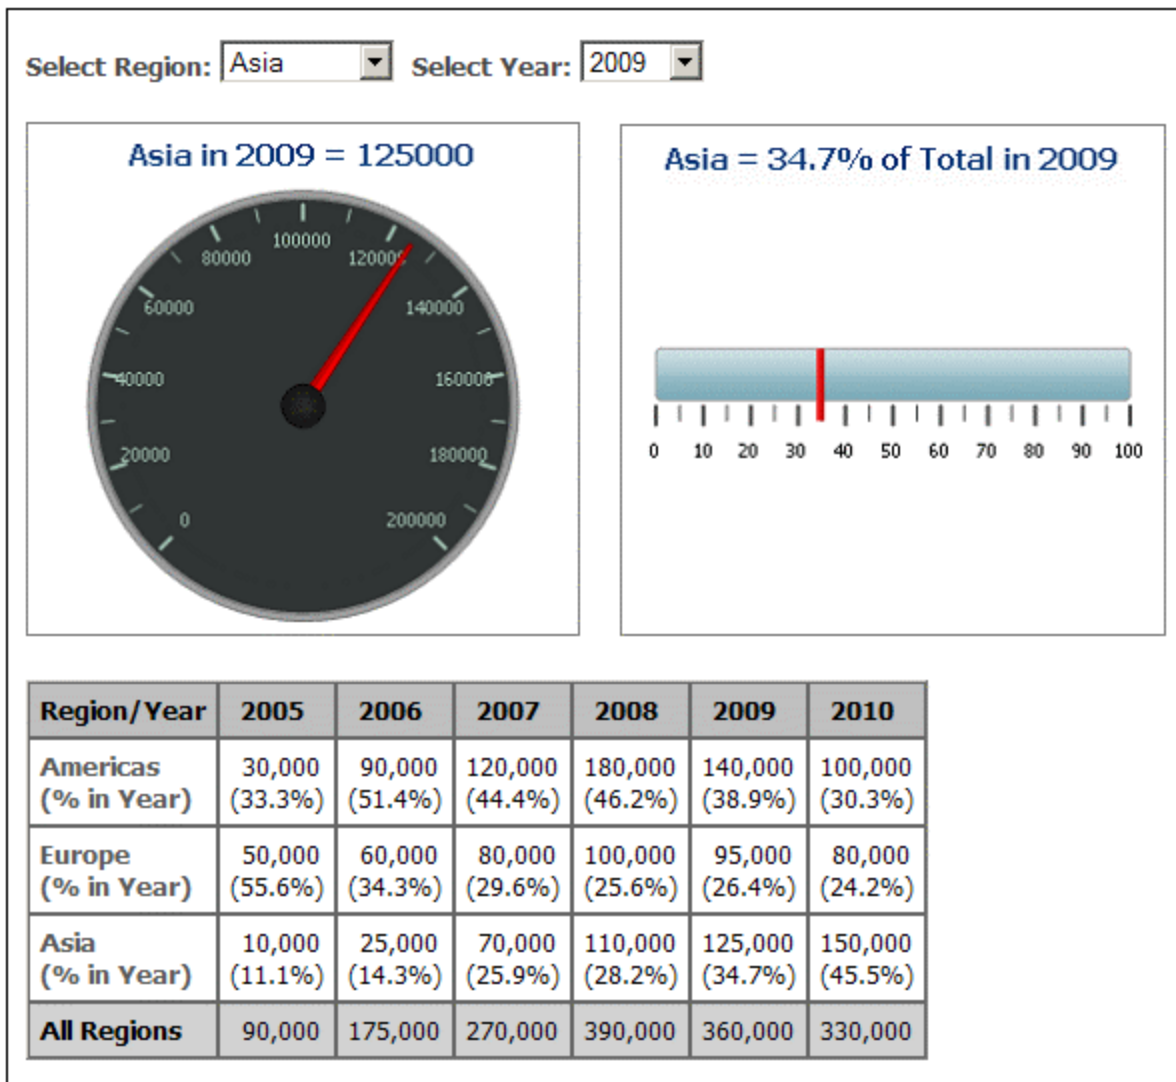 Select Region: Asia Select Year: 2009
Asia in 2009 = 125000
100000
80000 120000
60000 140000
40000 160000
20000 180000
0 200000
Asia = 34.7% of Total in 2009
0 10 20 30 40 50 60 70 80 90 100
Region/Year 2005 2006 2007 2008 2009 2010
Americas 30,000 90,000 120,000 180,000 140,000 100,000
(% in Year) (33.3%) (51.4%) (44.4%) (46.2%) (38.9%) (30.3%)
Europe 50,000 60,000 80,000 100,000 95,000 80,000
(% in Year) (55.6%) (34.3%) (29.6%) (25.6%) (26.4%) (24.2%)
Asia 10,000 25,000 70,000 110,000 125,000 150,000
(% in Year) (11.1%) (14.3%) (25.9%) (28.2%) (34.7%) (45.5%)
All Regions 90,000 175,000 270,000 390,000 360,000 330,000